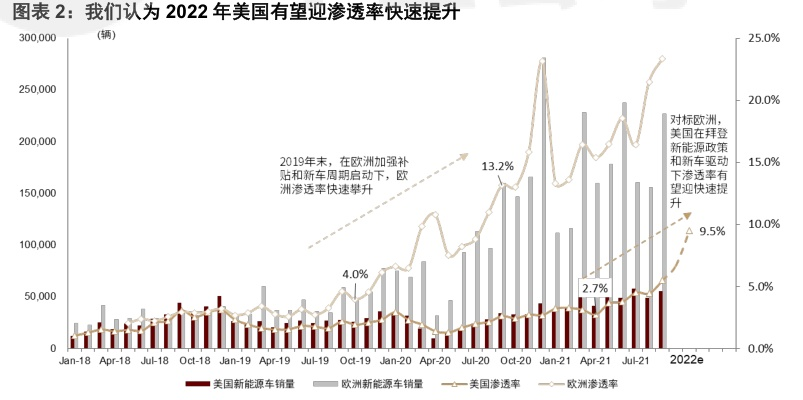 图表 2：我们认为 2022 年美国有望迎渗透率快速提升
(辆)
300,000
250,000
200,000
150,000
100,000
50,000
0
25.0%
20.0%
15.0%
10.0%
5.0%
0.0%
2019年末，在欧洲加强补
贴和新车周期启动下，欧
洲渗透率快速攀升
4.0%
13.2%
2.7%
对标欧洲，
美国在拜登
新能源政策
和新车驱动
下渗透率有
望迎快速提
升
9.5%
Jan-18 Apr-18 Jul-18 Oct-18 Jan-19 Apr-19 Jul-19 Oct-19 Jan-20 Apr-20 Jul-20 Oct-20 Jan-21 Apr-21 Jul-21 2022e
美国新能源车销量 欧洲新能源车销量 美国渗透率 欧洲渗透率